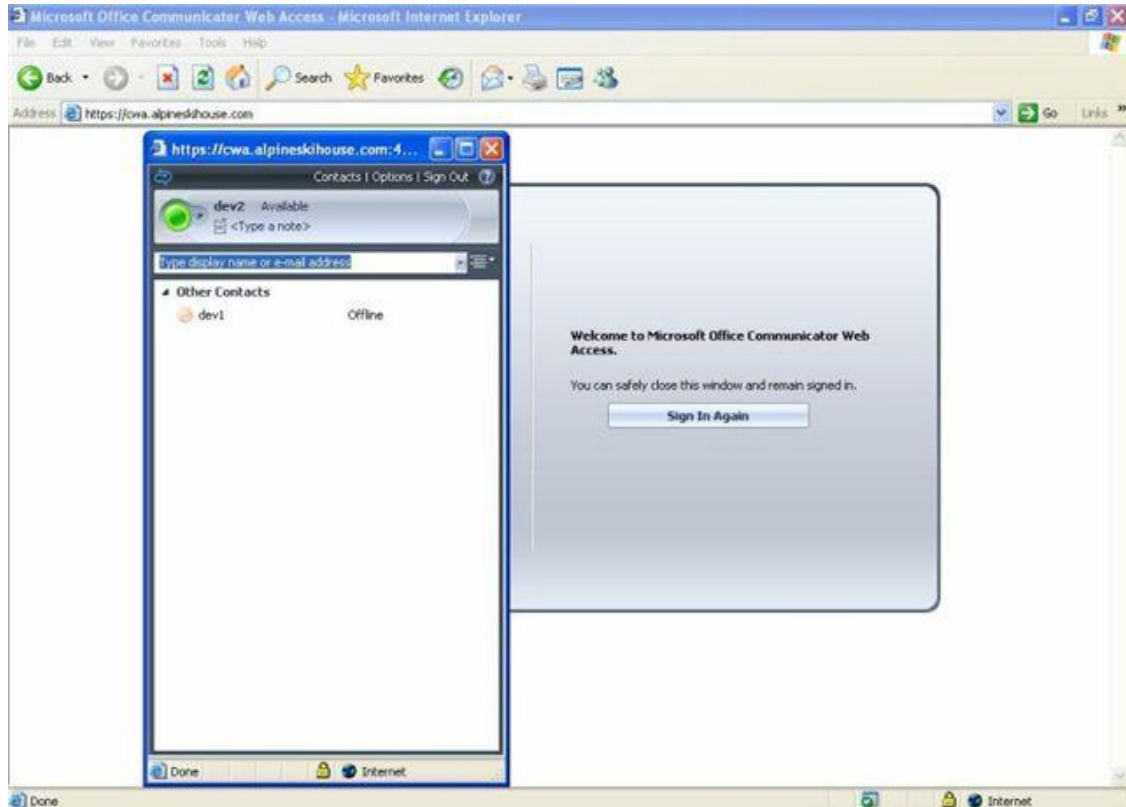 Microsoft Office Communicator Web Access - Microsoft Internet Explorer
File Edit View Favorites Tools Help
Back Search Favorites
Address https://cwa.alpineskihouse.com Go Links »
https://cwa.alpineskihouse.com:4...
Contacts | Options | Sign Out ?
dev2 Available
<Type a note>
Type display name or e-mail address
Other Contacts
dev1 Offline
Welcome to Microsoft Office Communicator Web
Access.
You can safely close this window and remain signed in.
Sign In Again
Done Internet
Done Internet